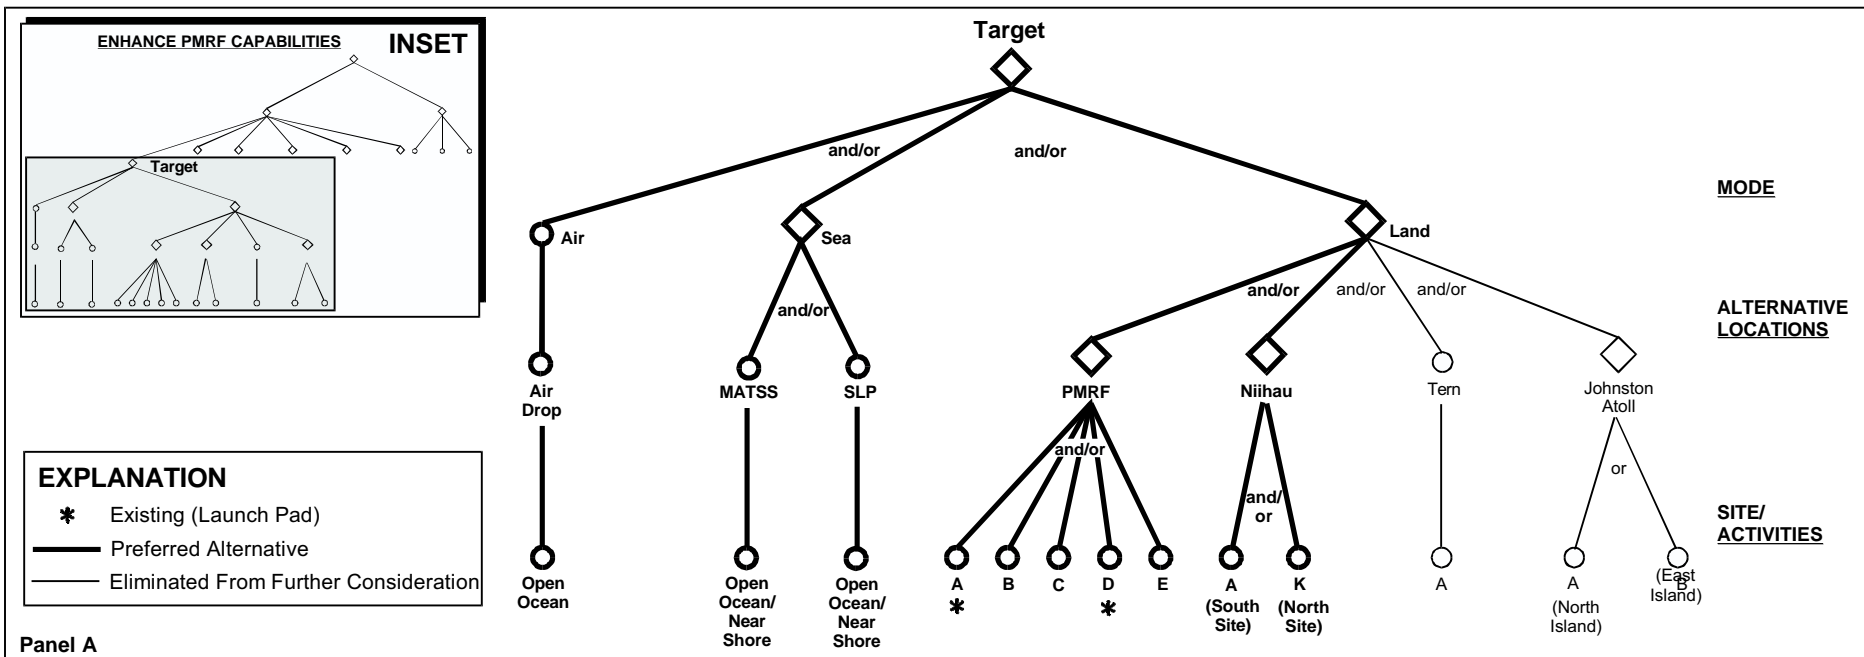 ENHANCE PMRF CAPABILITIES
INSET
Target
Target
and/or
and/or
MODE
Air
Sea
Land
and/or
and/or
and/or
and/or
ALTERNATIVE
LOCATIONS
Air
Drop
MATSS
SLP
PMRF
Niihau
Tern
Johnston
Atoll
and/or
and/
or
or
SITE/
ACTIVITIES
Open
Ocean
Open
Ocean/
Near
Shore
Open
Ocean/
Near
Shore
A
*
B
C
D
*
E
A
(South
Site)
K
(North
Site)
A
A
(North
Island)
B
(East
Island)
EXPLANATION
* Existing (Launch Pad)
Preferred Alternative
Eliminated From Further Consideration
Panel A